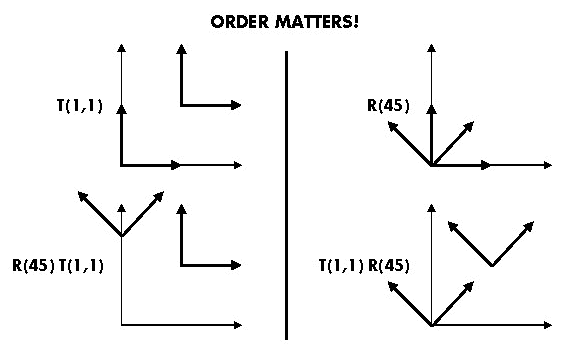 ORDER MATTERS!
T(1,1)
R(45)
R(45) T(1,1)
T(1,1) R(45)